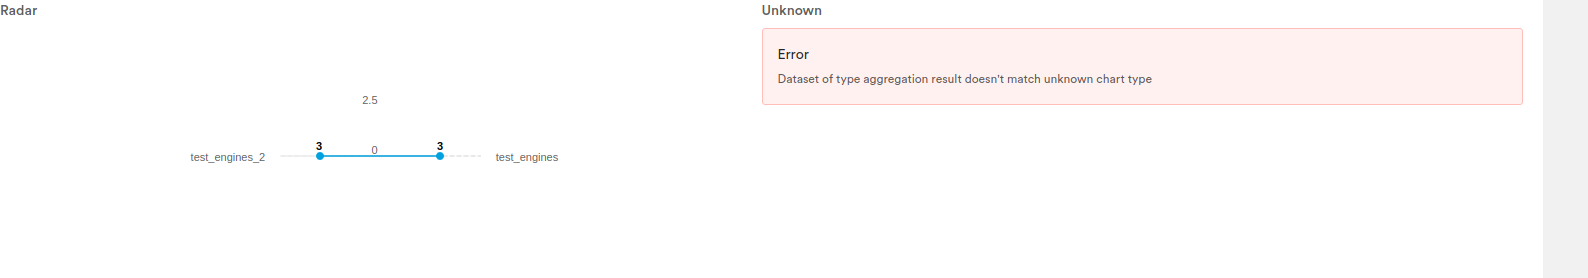 Radar
2.5
3
3
0
test_engines_2
test_engines
Unknown
Error
Dataset of type aggregation result doesn't match unknown chart type